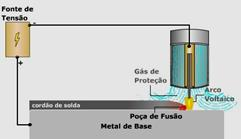 Fonte de
Tensão
Gás de
Proteção
Arco
Voltaico
cordão de solda
Poça de Fusão
Metal de Base